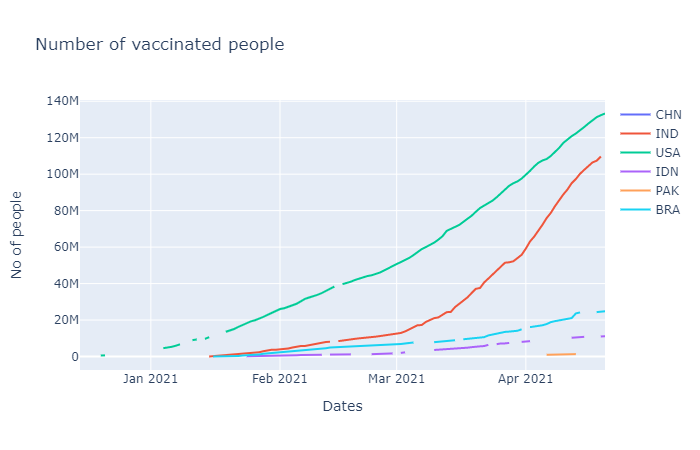 Number of vaccinated people
140M
120M
100M
80M
60M
40M
20M
0
No of people
Jan 2021
Feb 2021
Mar 2021
Apr 2021
Dates
CHN
IND
USA
IDN
PAK
BRA